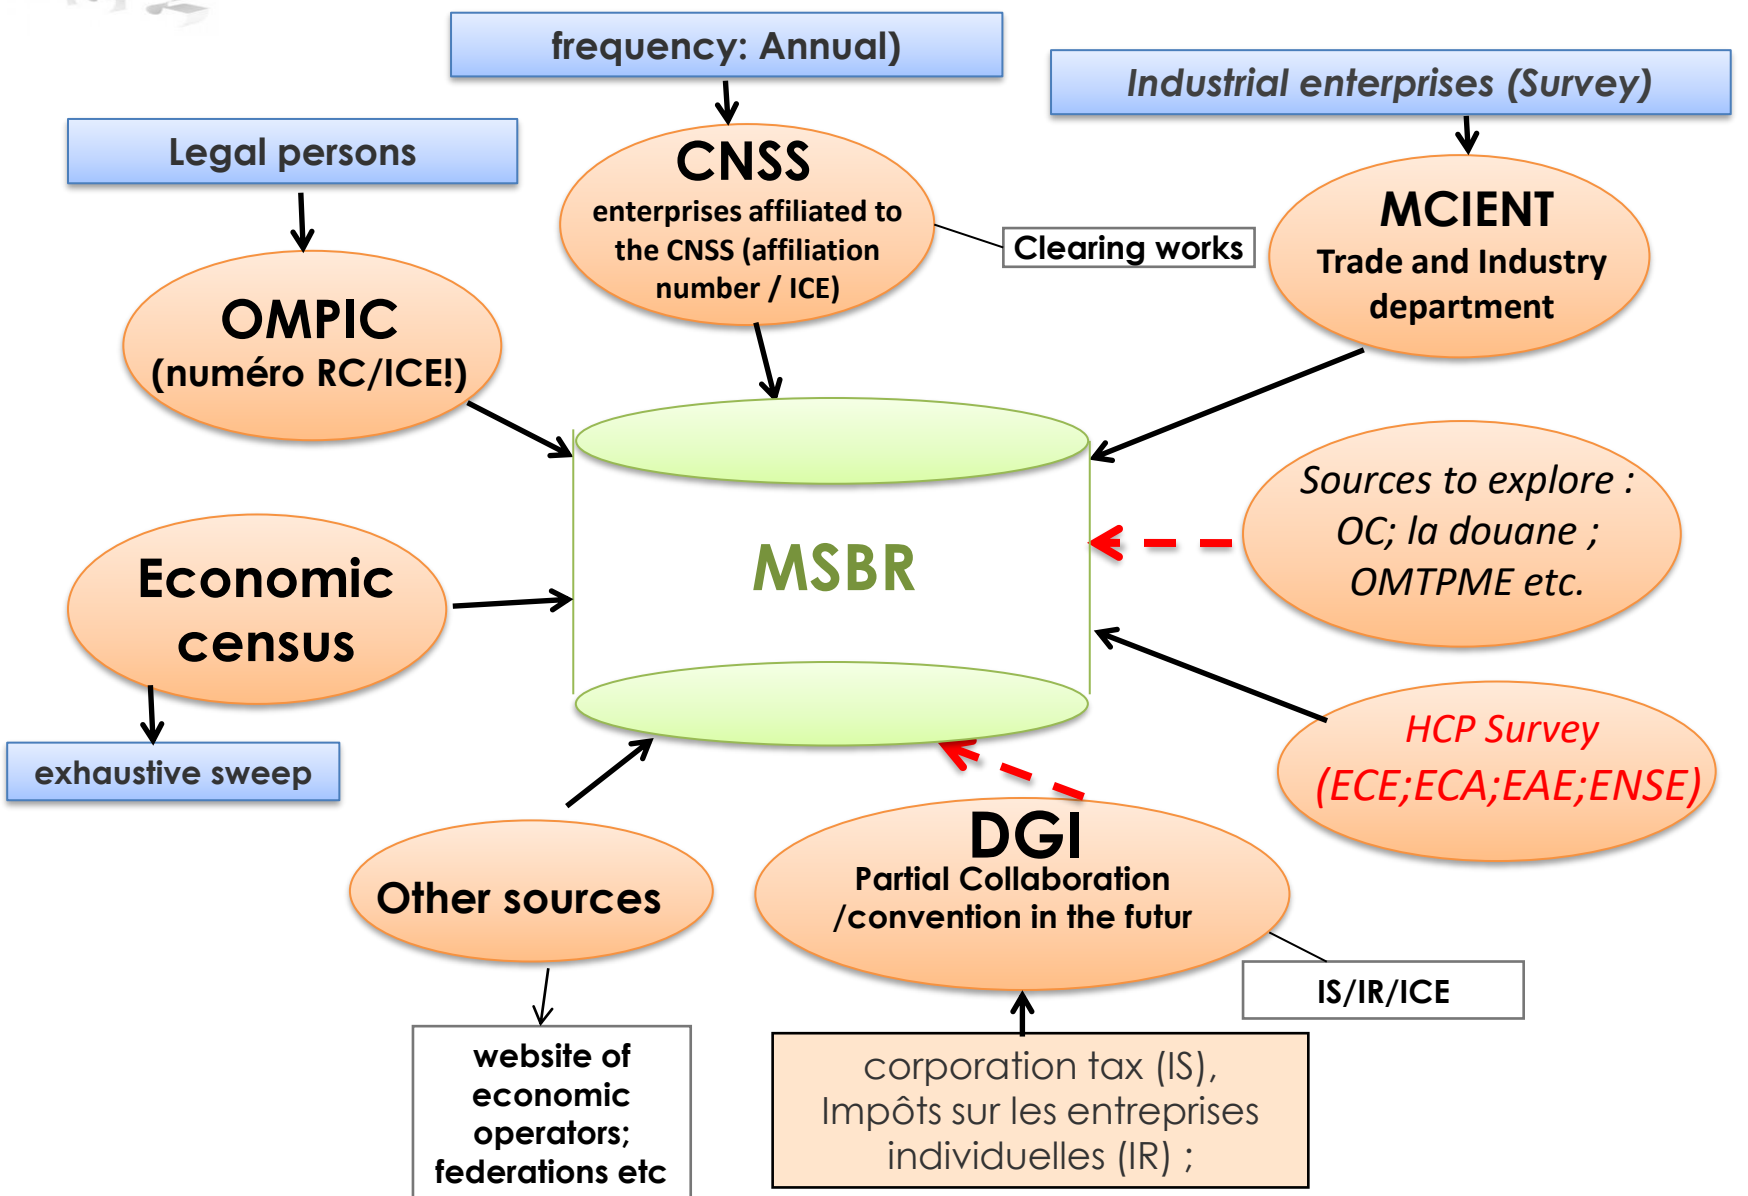 frequency: Annual)
Industrial enterprises (Survey)
Legal persons
CNSS
enterprises affiliated to
the CNSS (affiliation
number / ICE)
Clearing works
MCIENT
Trade and Industry
department
OMPIC
(numéro RC/ICE!)
Sources to explore :
OC; la douane ;
OMTPME etc.
MSBR
Economic
census
exhaustive sweep
HCP Survey
(ECE;ECA;EAE;ENSE)
Other sources
DGI
Partial Collaboration
/convention in the futur
IS/IR/ICE
website of
economic
operators;
federations etc
corporation tax (IS),
Impôts sur les entreprises
individuelles (IR) ;